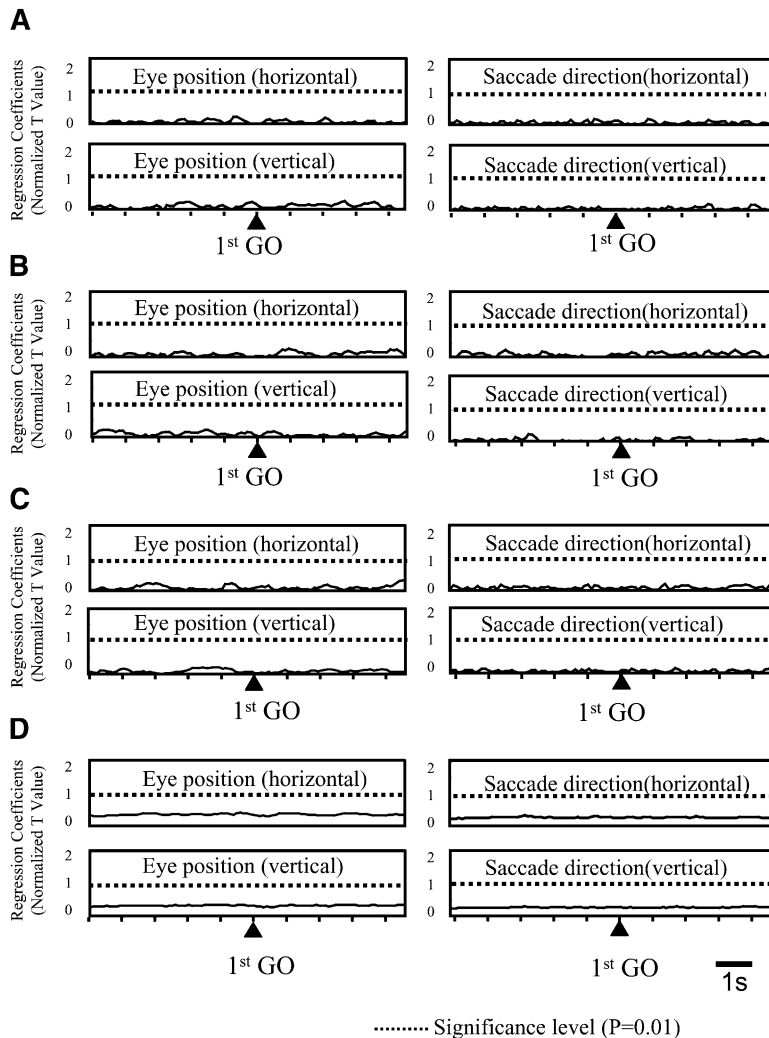 A
Regression Coefficients
(Normalized T Value)
2
1
0
Eye position (horizontal)
2
1
0
Saccade direction(horizontal)
2
1
0
Eye position (vertical)
2
1
0
Saccade direction(vertical)
1st GO
1st GO
B
Regression Coefficients
(Normalized T Value)
2
1
0
Eye position (horizontal)
2
1
0
Saccade direction(horizontal)
2
1
0
Eye position (vertical)
2
1
0
Saccade direction(vertical)
1st GO
1st GO
C
Regression Coefficients
(Normalized T Value)
2
1
0
Eye position (horizontal)
2
1
0
Saccade direction(horizontal)
2
1
0
Eye position (vertical)
2
1
0
Saccade direction(vertical)
1st GO
1st GO
D
Regression Coefficients
(Normalized T Value)
2
1
0
Eye position (horizontal)
2
1
0
Saccade direction(horizontal)
2
1
0
Eye position (vertical)
2
1
0
Saccade direction(vertical)
1st GO
1st GO
1s
Significance level (P=0.01)